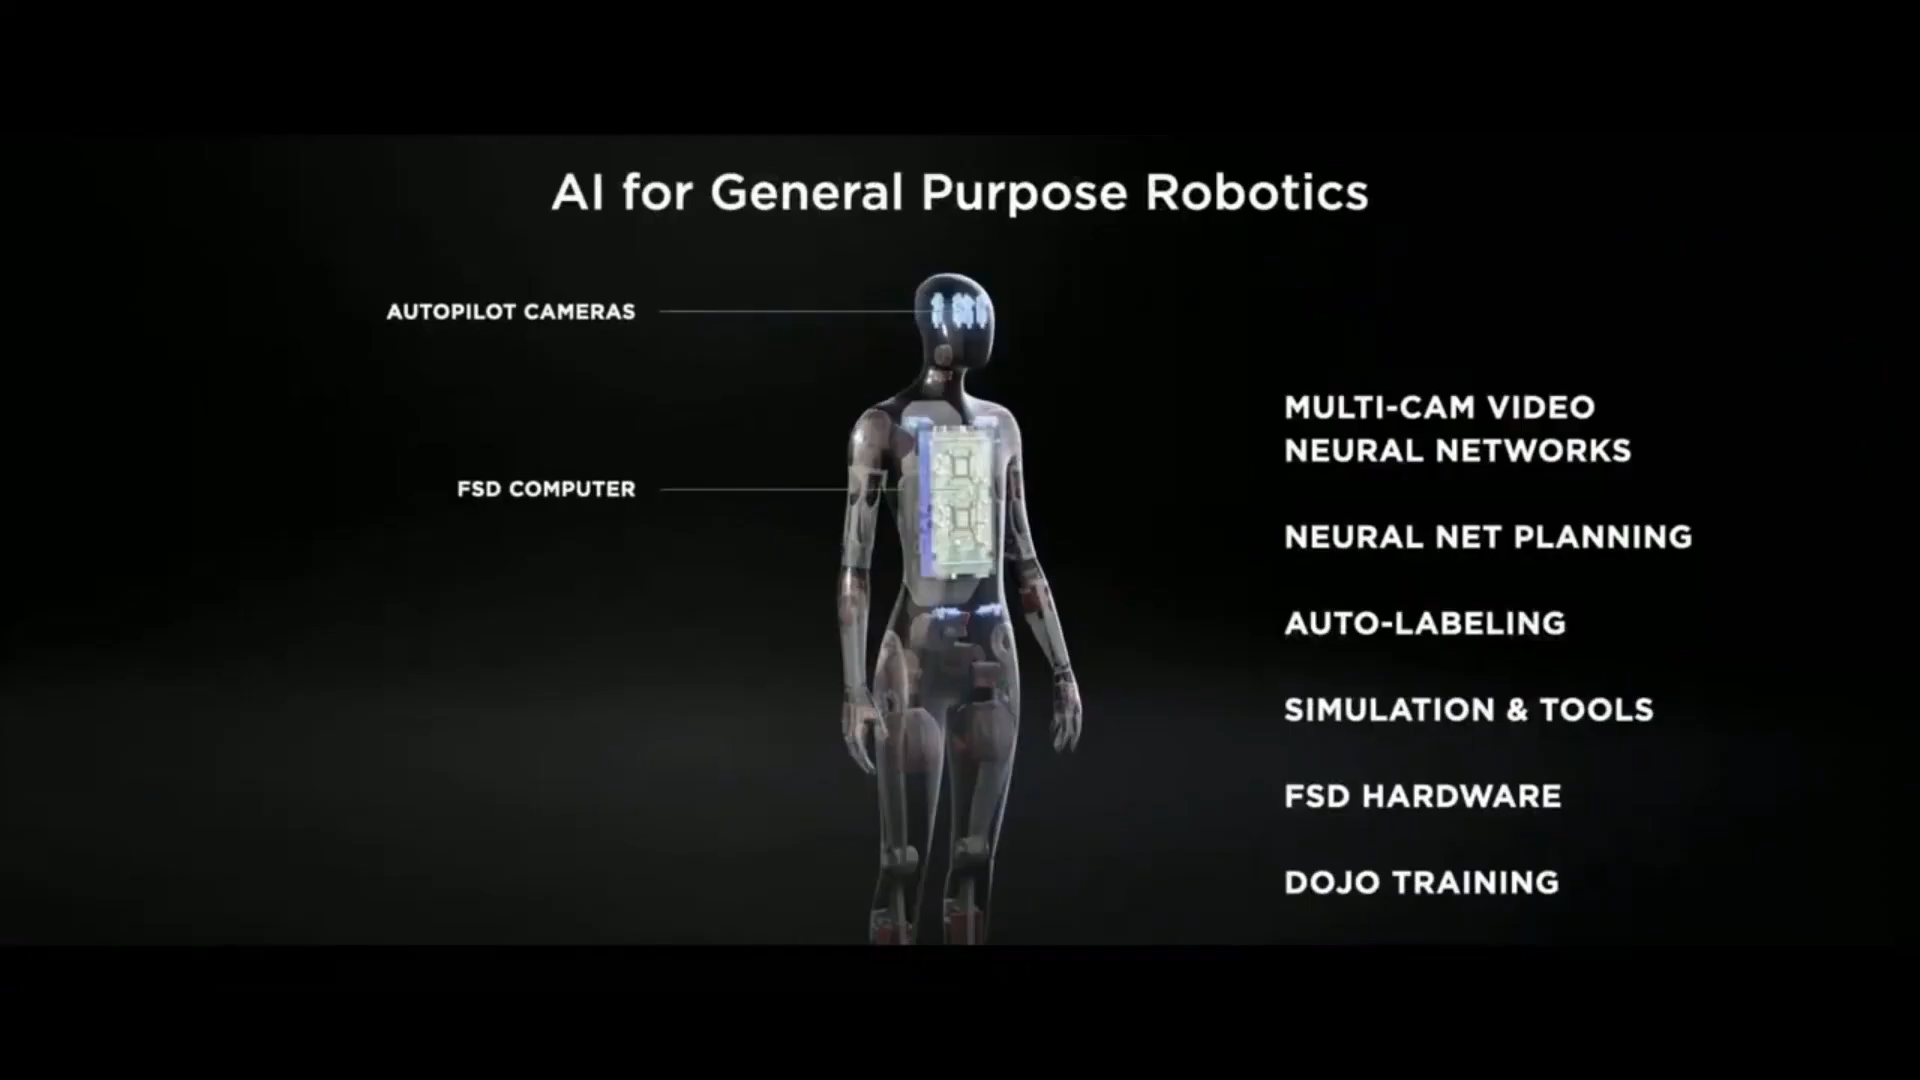 AI for General Purpose Robotics
AUTOPILOT CAMERAS
FSD COMPUTER
MULTI-CAM VIDEO
NEURAL NETWORKS
NEURAL NET PLANNING
AUTO-LABELING
SIMULATION & TOOLS
FSD HARDWARE
DOJO TRAINING